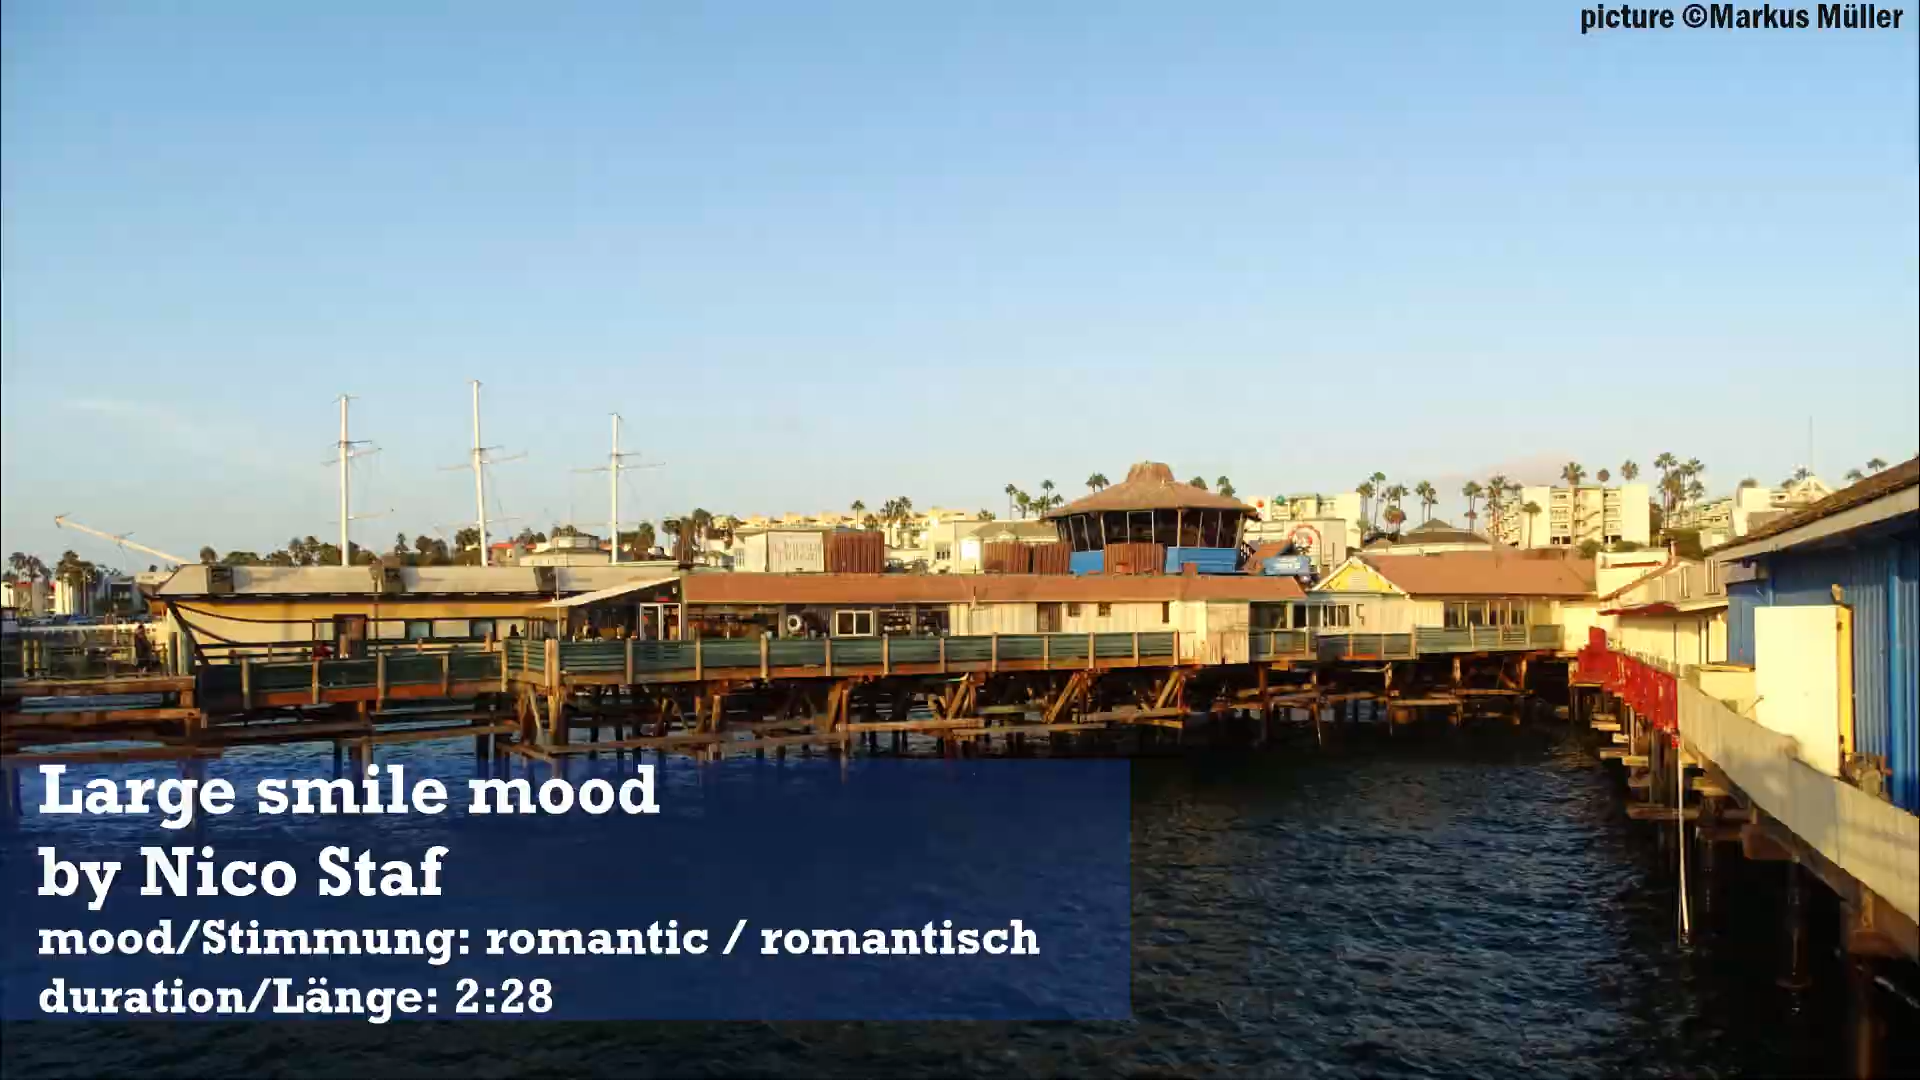 picture ©Markus Müller
Large smile mood
by Nico Staf
mood/Stimmung: romantic / romantisch
duration/Länge: 2:28